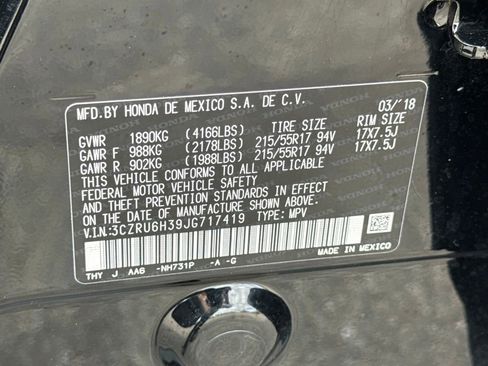 MFD. BY HONDA DE MEXICO S.A. DE C.V. 03/'18
GVWR 1890KG (4166LBS) TIRE SIZE RIM SIZE
GAWR F 988KG (2178LBS) 215/55R17 94V 17X7.5J
GAWR R 902KG (1988LBS) 215/55R17 94V 17X7.5J
THIS VEHICLE CONFORMS TO ALL APPLICABLE
FEDERAL MOTOR VEHICLE SAFETY
AND THEFT PREVENTION STANDARDS IN EFFECT
ON THE DATE OF MANUFACTURE SHOWN ABOVE.
V.I.N:3CZRU6H39JG717419 TYPE: MPV
THY J AA6 -NH731P -A -G
MADE IN MEXICO